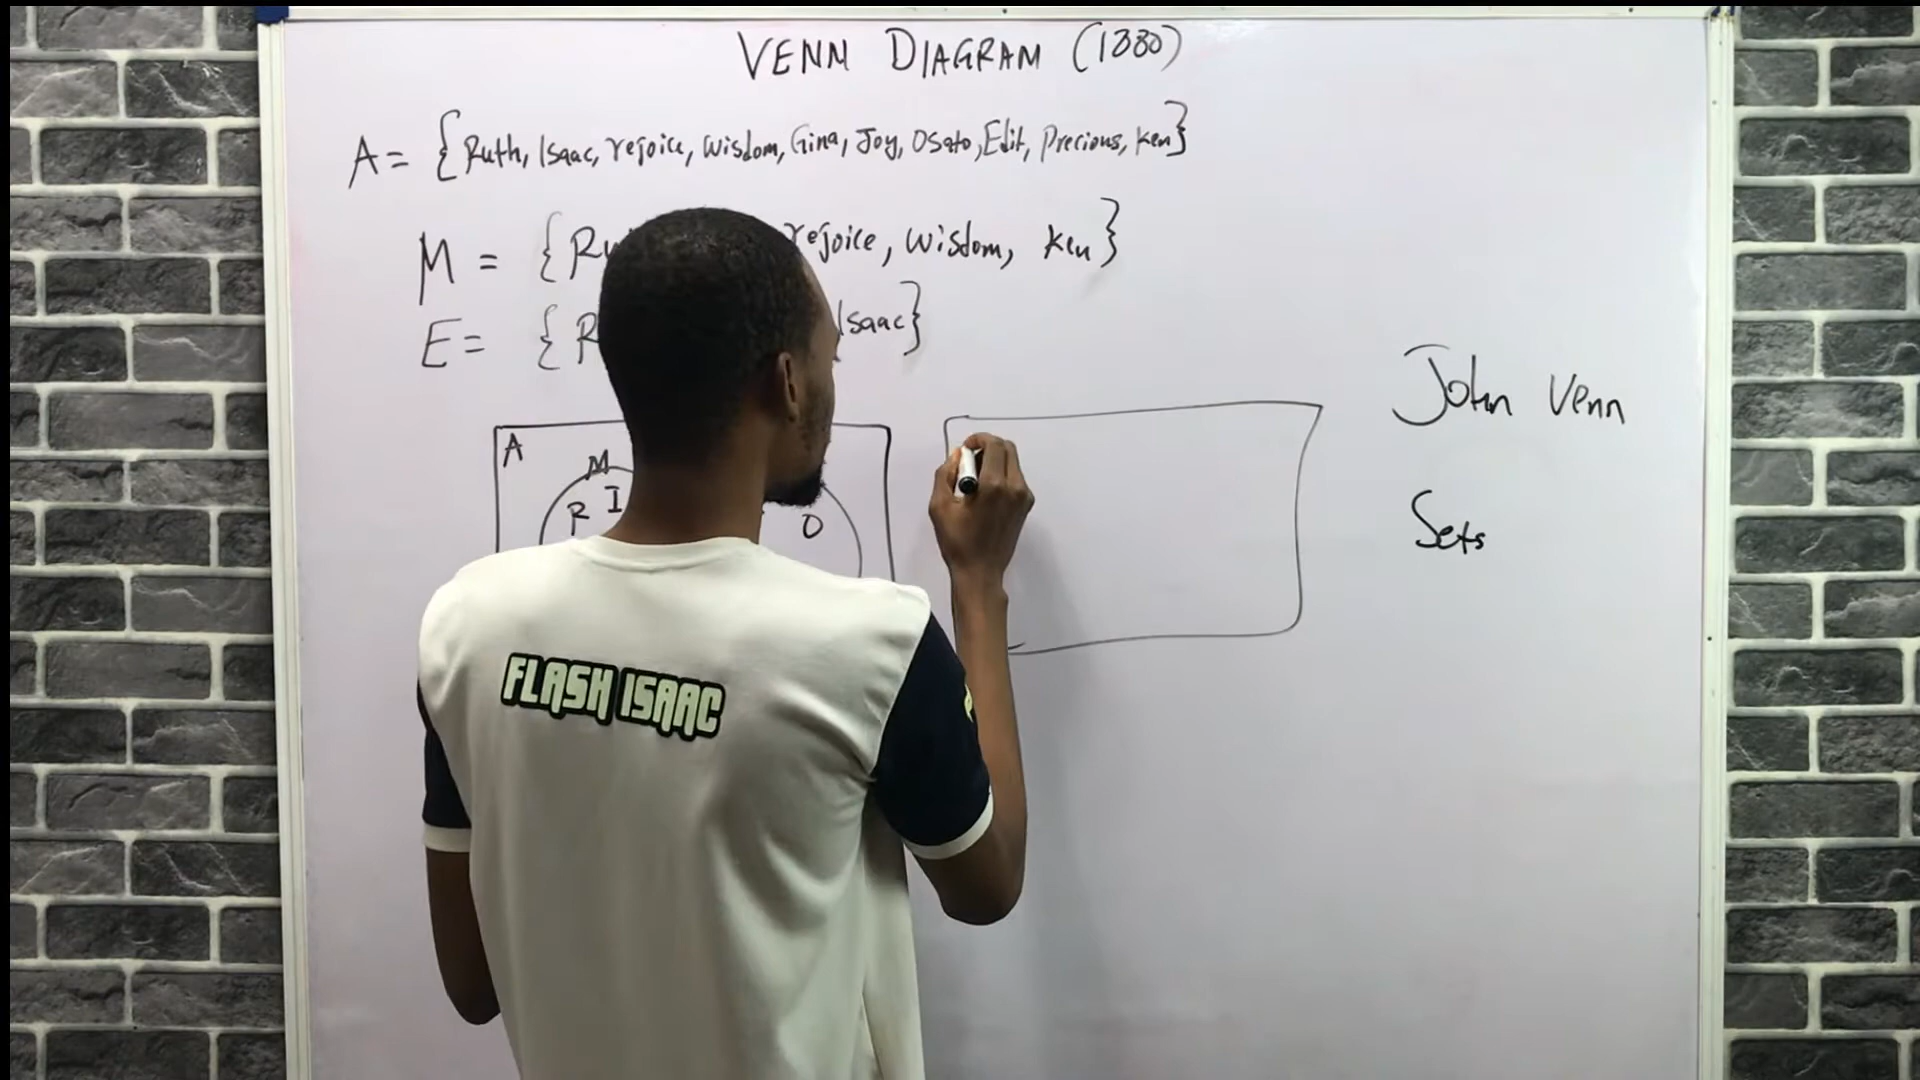 VENN DIAGRAM (1880)
A = {Ruth, Isaac, rejoice, Wisdom, Gina, Joy, Osato, Edit, Precious, Ken}
M = { rejoice, Wisdom, Ken}
E = { Isaac}
John Venn
A
M
I
R
O
Sets
FLASH ISAAC